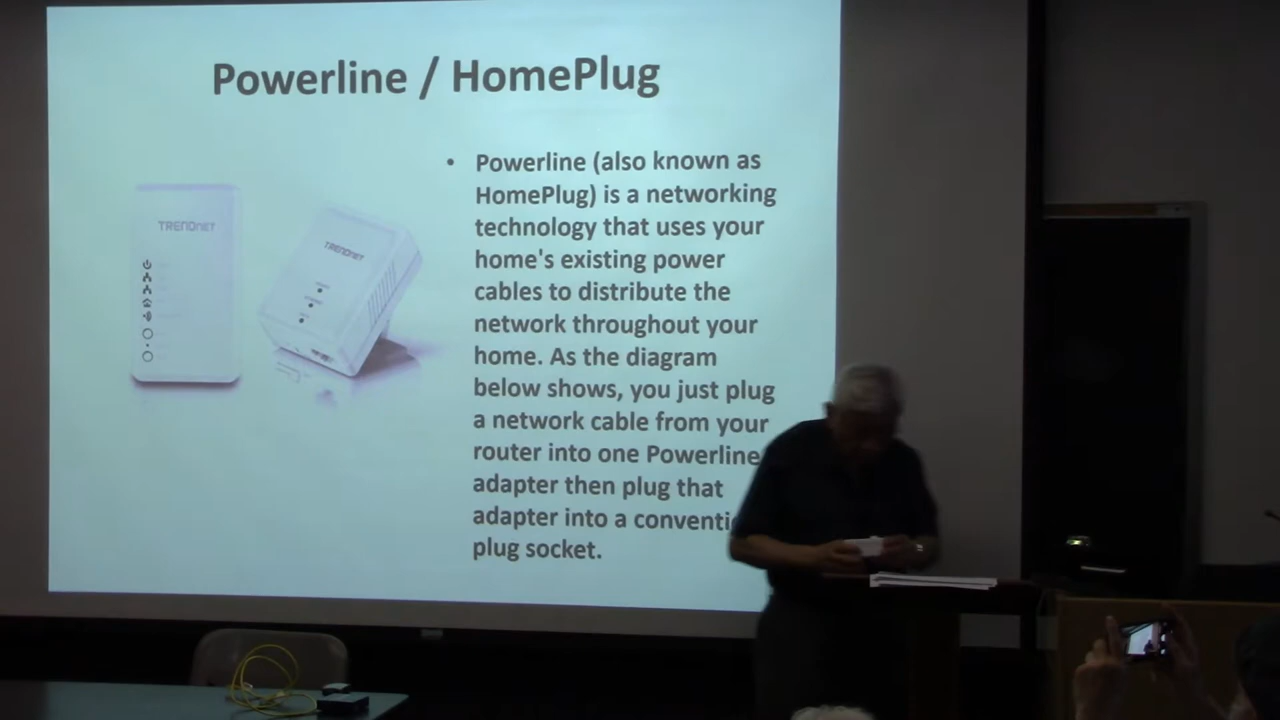 Powerline / HomePlug
• Powerline (also known as
HomePlug) is a networking
technology that uses your
home's existing power
cables to distribute the
network throughout your
home. As the diagram
below shows, you just plug
a network cable from your
router into one Powerline
adapter then plug that
adapter into a
plug socket.
TRENDNET
TRENDNET